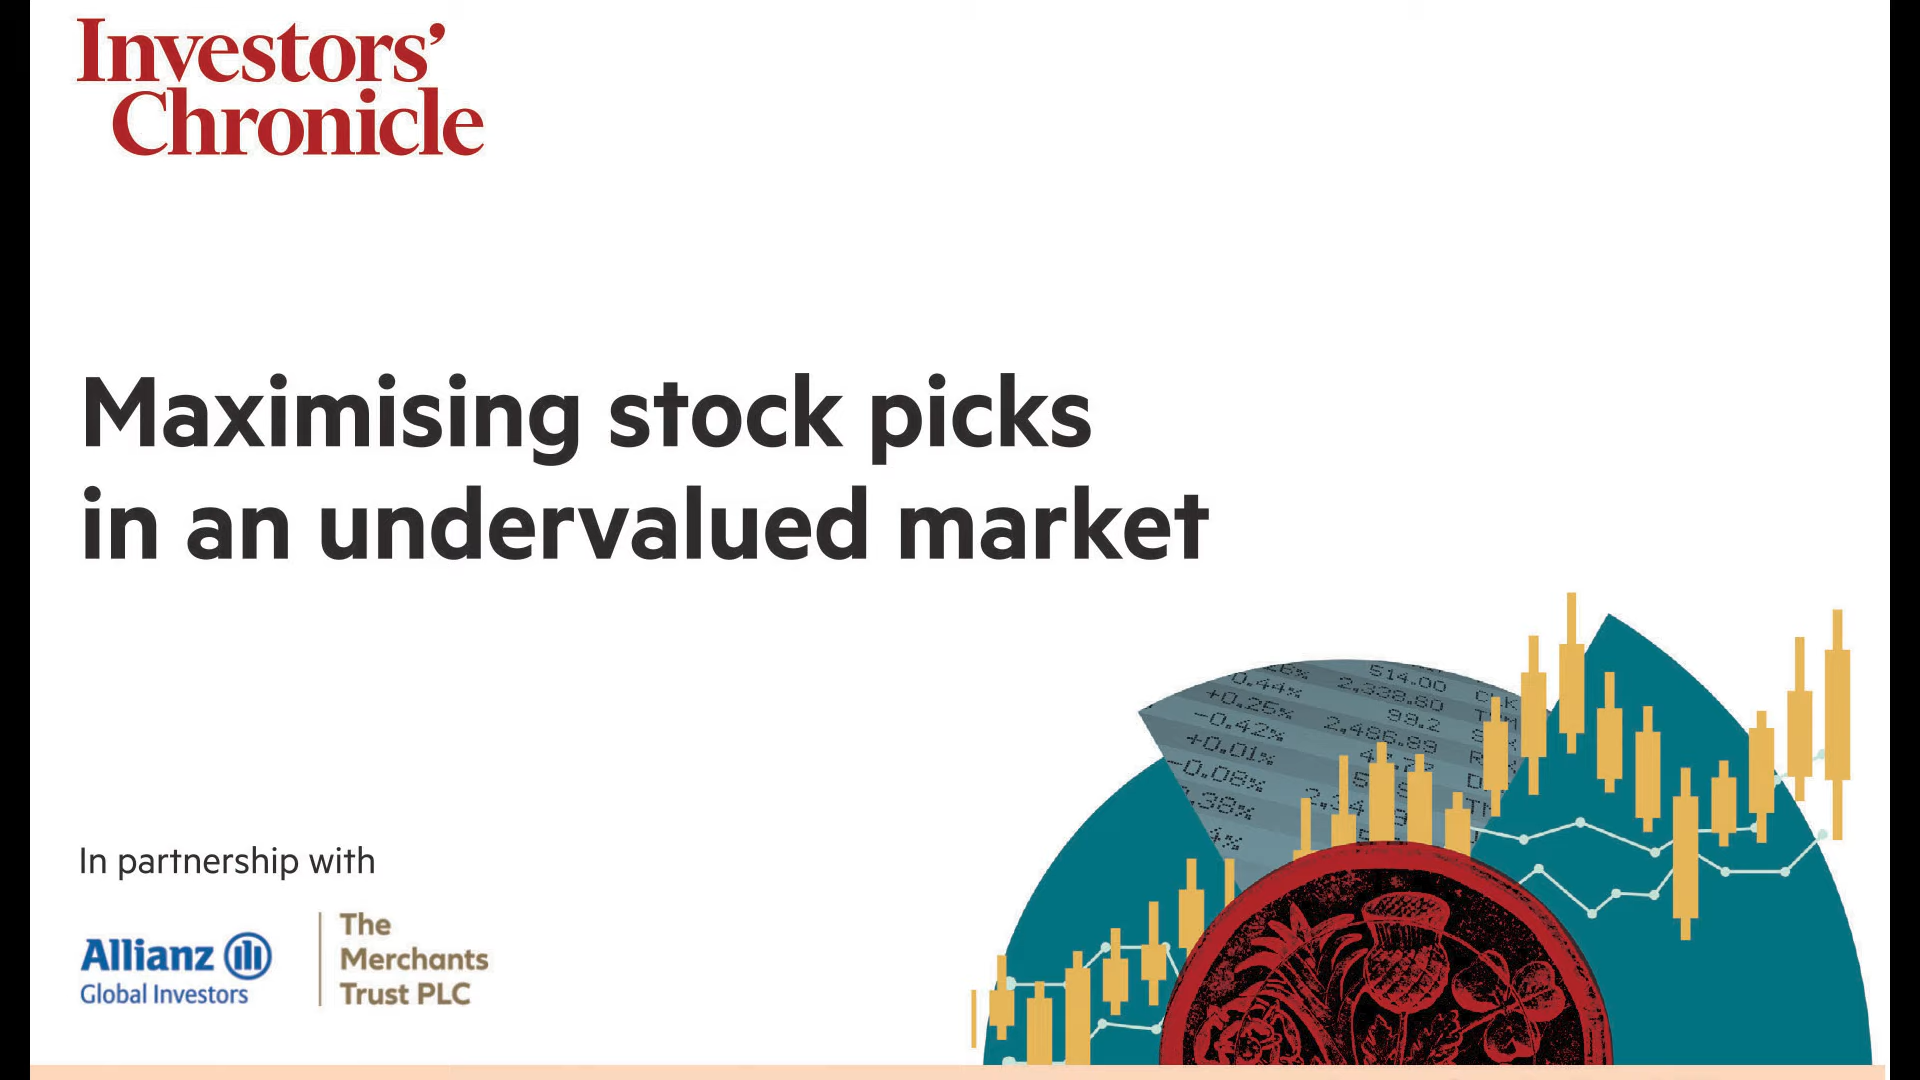 Investors’
Chronicle
Maximising stock picks
in an undervalued market
In partnership with
Allianz
Global Investors
The
Merchants
Trust PLC
514.00
0.44% 2,338.80
+0.25% 99.2
-0.42% 2,486.89
+0.01%
-0.08%
.38%
4%